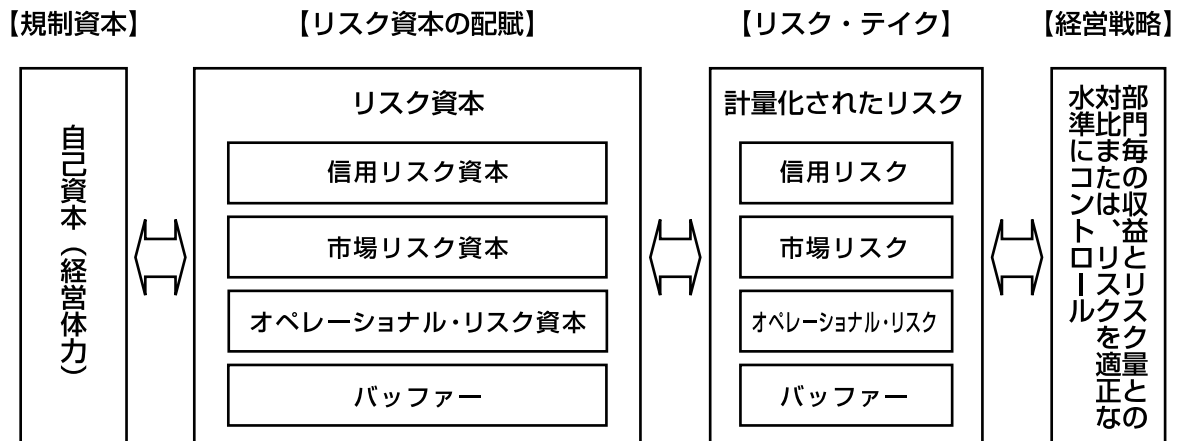 【規制資本】
【リスク資本の配賦】
【リスク・テイク】
【経営戦略】
自己資本（経営体力）
リスク資本
信用リスク資本
市場リスク資本
オペレーショナル・リスク資本
バッファー
計量化されたリスク
信用リスク
市場リスク
オペレーショナル・リスク
バッファー
部門毎の収益とリスク量との
対比または、リスクを適正な
水準にコントロール